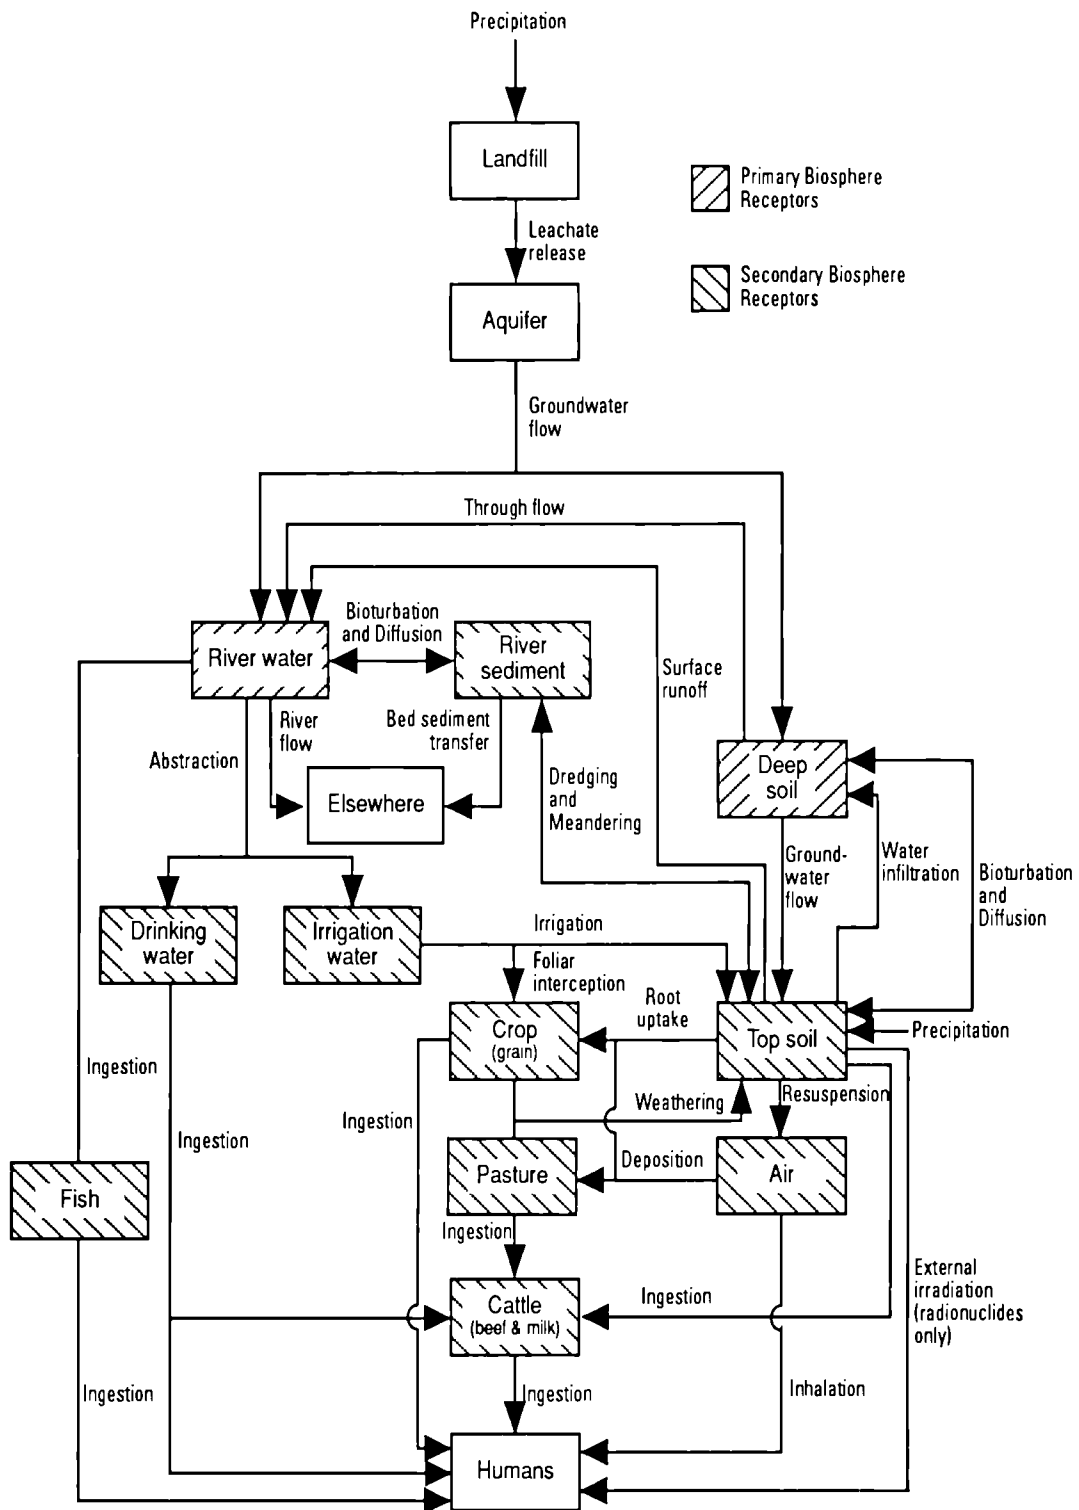 Precipitation
Landfill
Primary Biosphere
Receptors
Leachate
release
Secondary Biosphere
Receptors
Aquifer
Groundwater
flow
Through flow
Bioturbation
and Diffusion
River water
River
sediment
Surface
runoff
River
flow
Bed sediment
transfer
Abstraction
Deep
soil
Elsewhere
Dredging
and
Meandering
Ground-
water
flow
Water
infiltration
Bioturbation
and
Diffusion
Drinking
water
Irrigation
water
Irrigation
Foliar
interception
Root
uptake
Crop
(grain)
Top soil
Precipitation
Ingestion
Ingestion
Ingestion
Weathering
Resuspension
Pasture
Deposition
Air
Fish
Ingestion
External
irradiation
(radionuclides
only)
Cattle
(beef & milk)
Ingestion
Ingestion
Ingestion
Inhalation
Humans